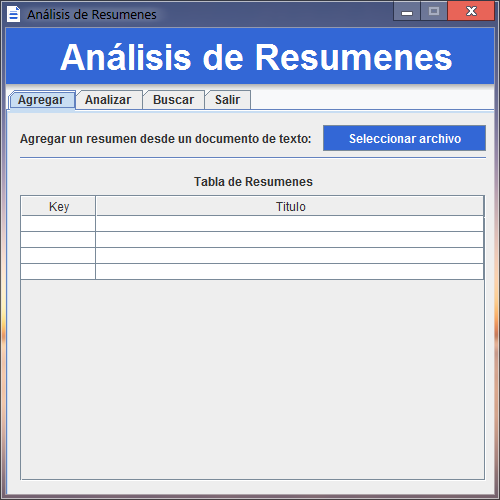 Análisis de Resumenes
Análisis de Resumenes
Agregar Analizar Buscar Salir
Agregar un resumen desde un documento de texto: Seleccionar archivo
Tabla de Resumenes
Key Titulo